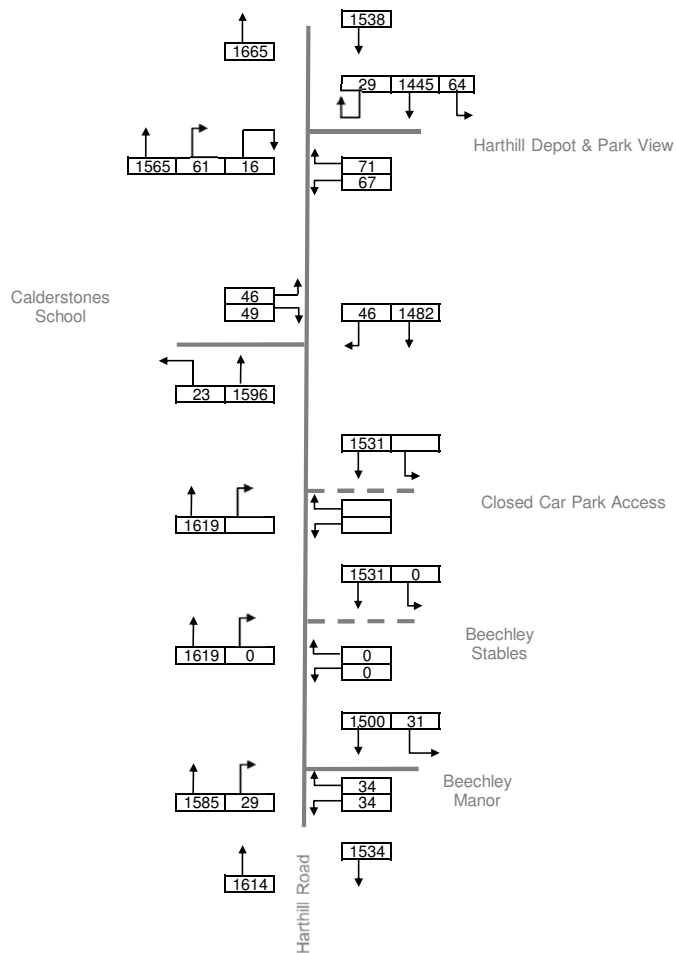 1538
1665
29 1445 64
Harthill Depot & Park View
1565 61 16
71
67
Calderstones
School
46
49
46 1482
23 1596
1531
Closed Car Park Access
1619
1531 0
Beechley
Stables
1619 0
0
0
1500 31
Beechley
Manor
1585 29
34
34
1534
1614
Harthill Road